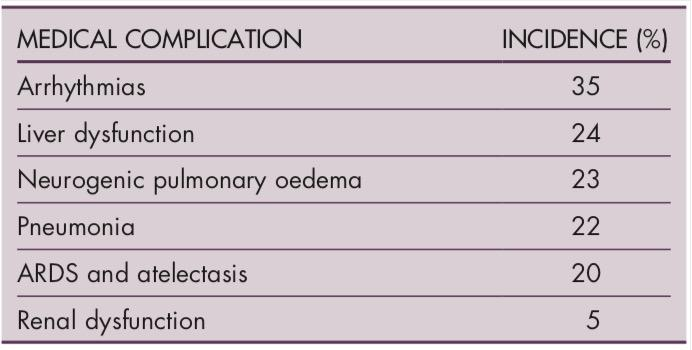 MEDICAL COMPLICATION INCIDENCE (%)
Arrhythmias 35
Liver dysfunction 24
Neurogenic pulmonary oedema 23
Pneumonia 22
ARDS and atelectasis 20
Renal dysfunction 5